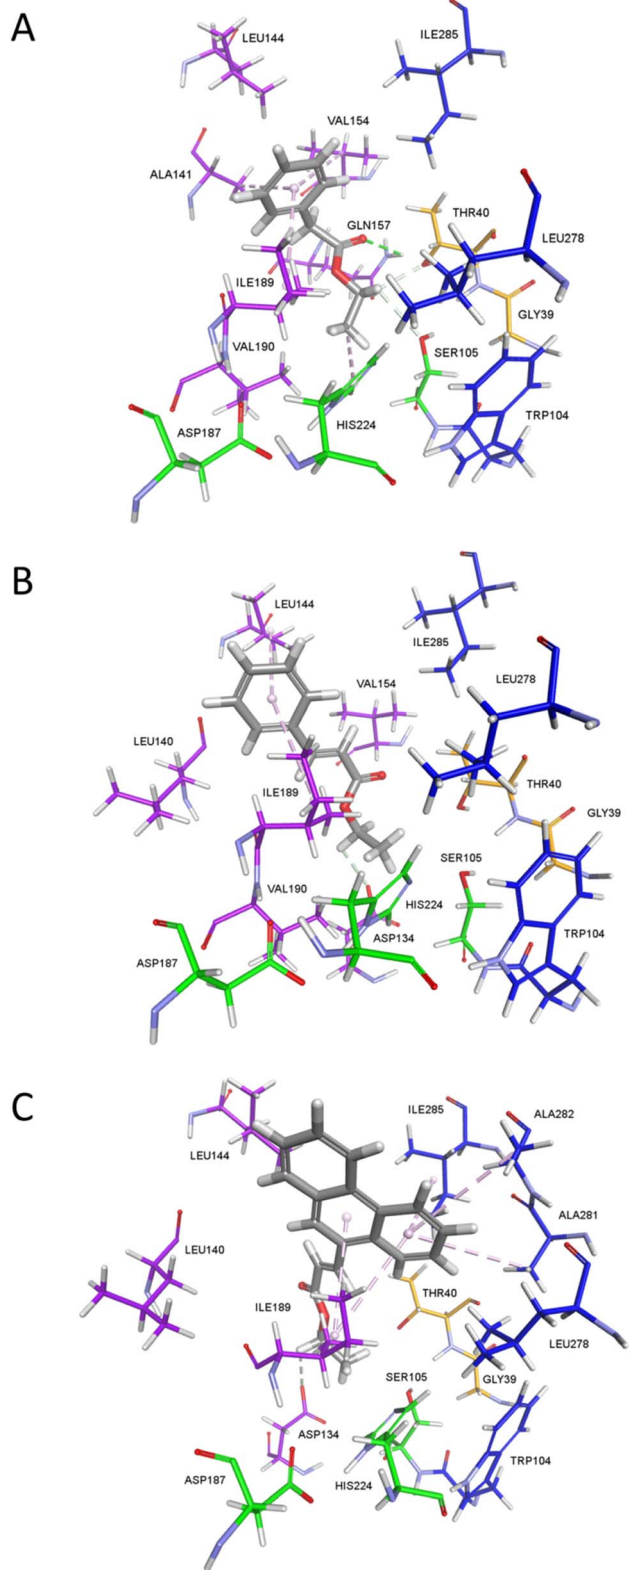 A
LEU144
ILE285
VAL154
ALA141
GLN157
THR40
LEU278
ILE189
GLY39
VAL190
SER105
TRP104
ASP187
HIS224
B
LEU144
ILE285
LEU278
VAL154
LEU140
THR40
ILE189
GLY39
SER105
VAL190
HIS224
TRP104
ASP134
ASP187
C
ILE285
ALA282
LEU144
ALA281
LEU140
THR40
ILE189
LEU278
SER105
GLY39
ASP134
TRP104
ASP187
HIS224